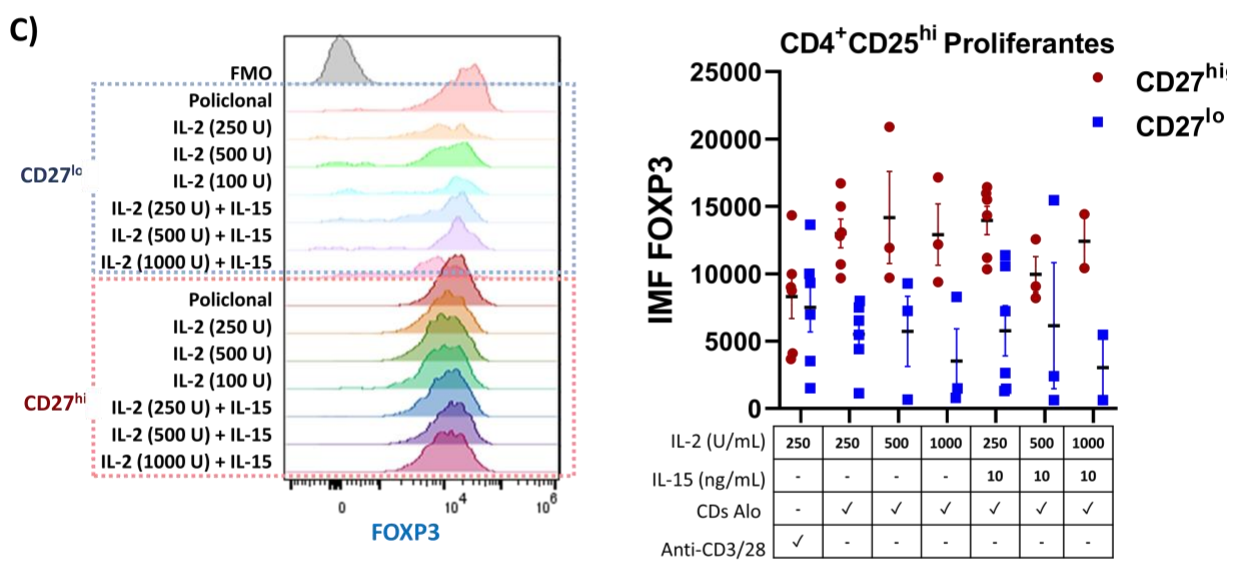 C)
FMO
Policlonal
IL-2 (250 U)
IL-2 (500 U)
IL-2 (100 U)
IL-2 (250 U) + IL-15
IL-2 (500 U) + IL-15
IL-2 (1000 U) + IL-15
CD27lo
Policlonal
IL-2 (250 U)
IL-2 (500 U)
IL-2 (100 U)
IL-2 (250 U) + IL-15
IL-2 (500 U) + IL-15
IL-2 (1000 U) + IL-15
CD27hi
0 10⁴ 10⁶
FOXP3
CD4⁺CD25hi Proliferantes
CD27hi
CD27lo
IMF FOXP3
25000
20000
15000
10000
5000
0
IL-2 (U/mL) 250 250 500 1000 250 500 1000
IL-15 (ng/mL) - - - - 10 10 10
CDs Alo - ✓ ✓ ✓ ✓ ✓ ✓
Anti-CD3/28 ✓ - - - - - -